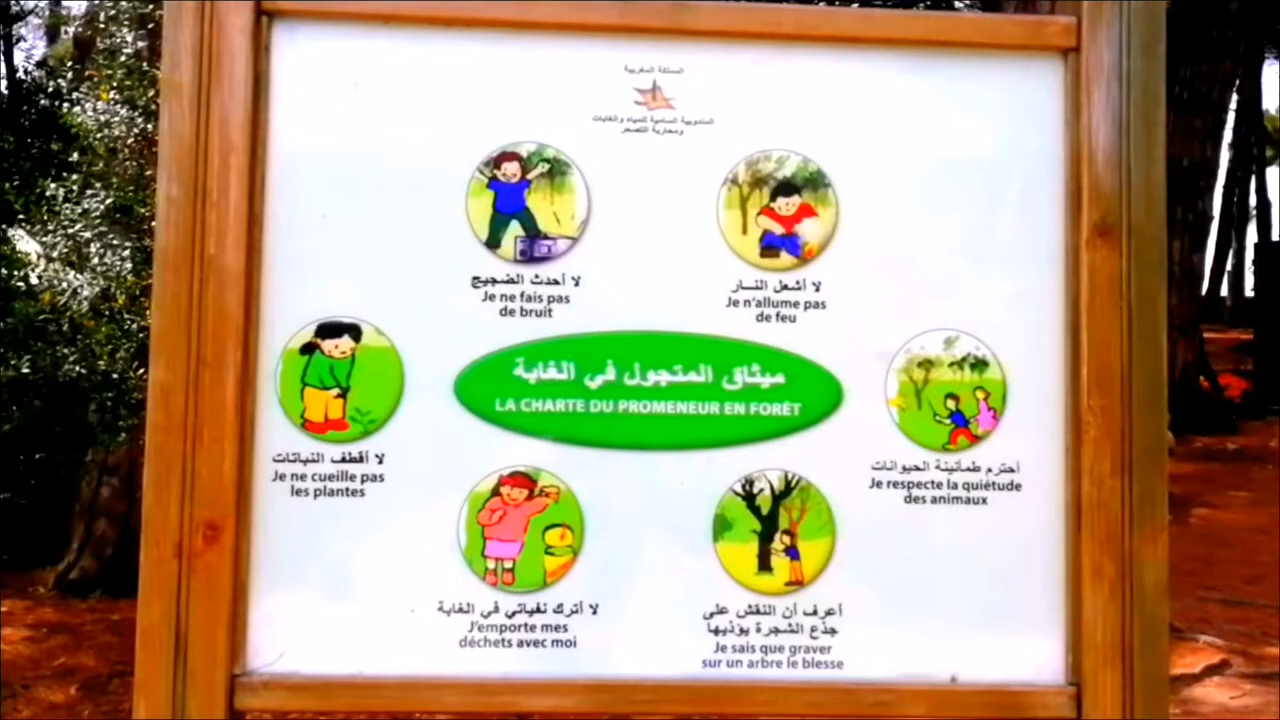 المملكة المغربية
المندوبية السامية للمياه والغابات
ومحاربة التصحر
لا أحدث الضجيج
Je ne fais pas
de bruit
لا أشعل النــار
Je n'allume pas
de feu
ميثاق المتجول في الغابة
LA CHARTE DU PROMENEUR EN FORÊT
لا أقطف النباتات
Je ne cueille pas
les plantes
أحترم طمأنينة الحيوانات
Je respecte la quiétude
des animaux
لا أترك نفياتي في الغابة
J'emporte mes
déchets avec moi
أعرف أن النقش على
جذع الشجرة يؤذيها
Je sais que graver
sur un arbre le blesse